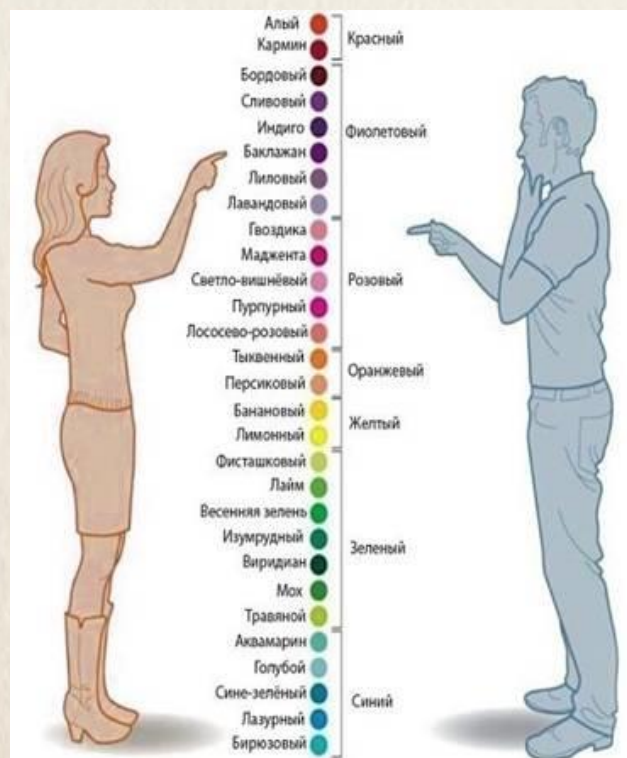 Алый
Кармин
Красный
Бордовый
Сливовый
Индиго
Баклажан
Лиловый
Лавандовый
Фиолетовый
Гвоздика
Маджента
Светло-вишнёвый
Пурпурный
Лососево-розовый
Розовый
Тыквенный
Персиковый
Оранжевый
Банановый
Лимонный
Желтый
Фисташковый
Лайм
Весенняя зелень
Изумрудный
Виридиан
Мох
Травяной
Зеленый
Аквамарин
Голубой
Сине-зелёный
Лазурный
Бирюзовый
Синий